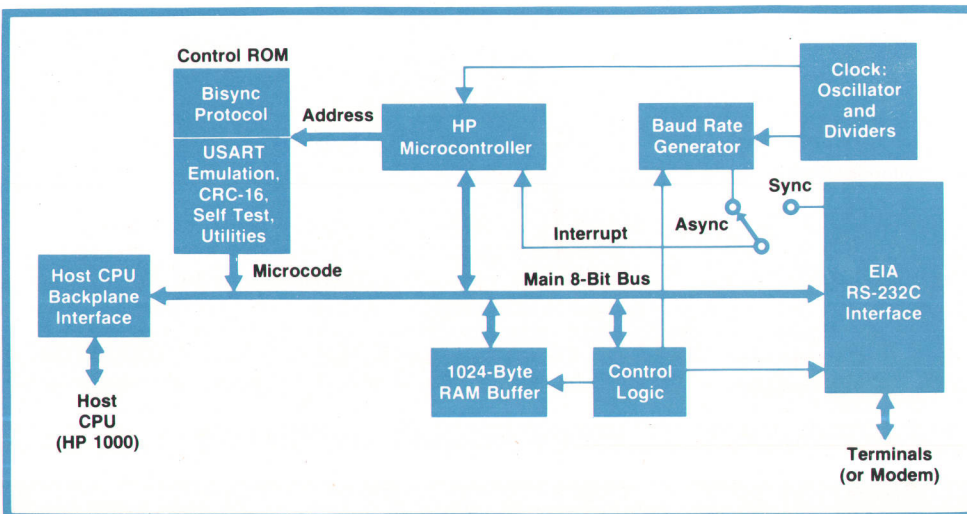 Control ROM
Bisync
Protocol
USART
Emulation,
CRC-16,
Self Test,
Utilities
Address
HP
Microcontroller
Baud Rate
Generator
Clock:
Oscillator
and
Dividers
Sync
Async
Interrupt
Microcode
Main 8-Bit Bus
Host CPU
Backplane
Interface
EIA
RS-232C
Interface
1024-Byte
RAM Buffer
Control
Logic
Host
CPU
(HP 1000)
Terminals
(or Modem)